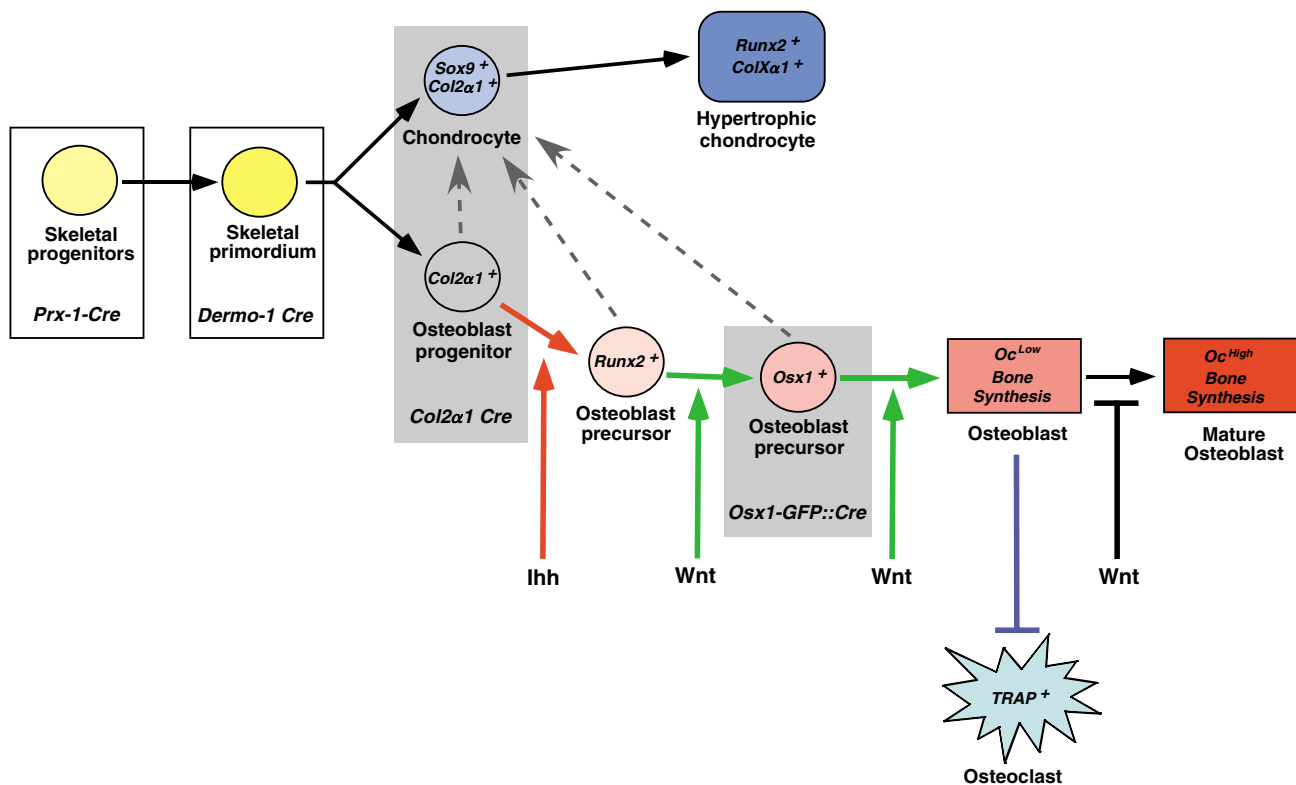 Sox9 +
Col2α1 +
Chondrocyte
Runx2 +
ColXα1 +
Hypertrophic
chondrocyte
Skeletal
progenitors
Prx-1-Cre
Skeletal
primordium
Dermo-1 Cre
Col2α1 +
Osteoblast
progenitor
Col2α1 Cre
Runx2 +
Osteoblast
precursor
Osx1 +
Osteoblast
precursor
Osx1-GFP::Cre
Oc Low
Bone
Synthesis
Osteoblast
Oc High
Bone
Synthesis
Mature
Osteoblast
Ihh
Wnt
Wnt
Wnt
TRAP +
Osteoclast